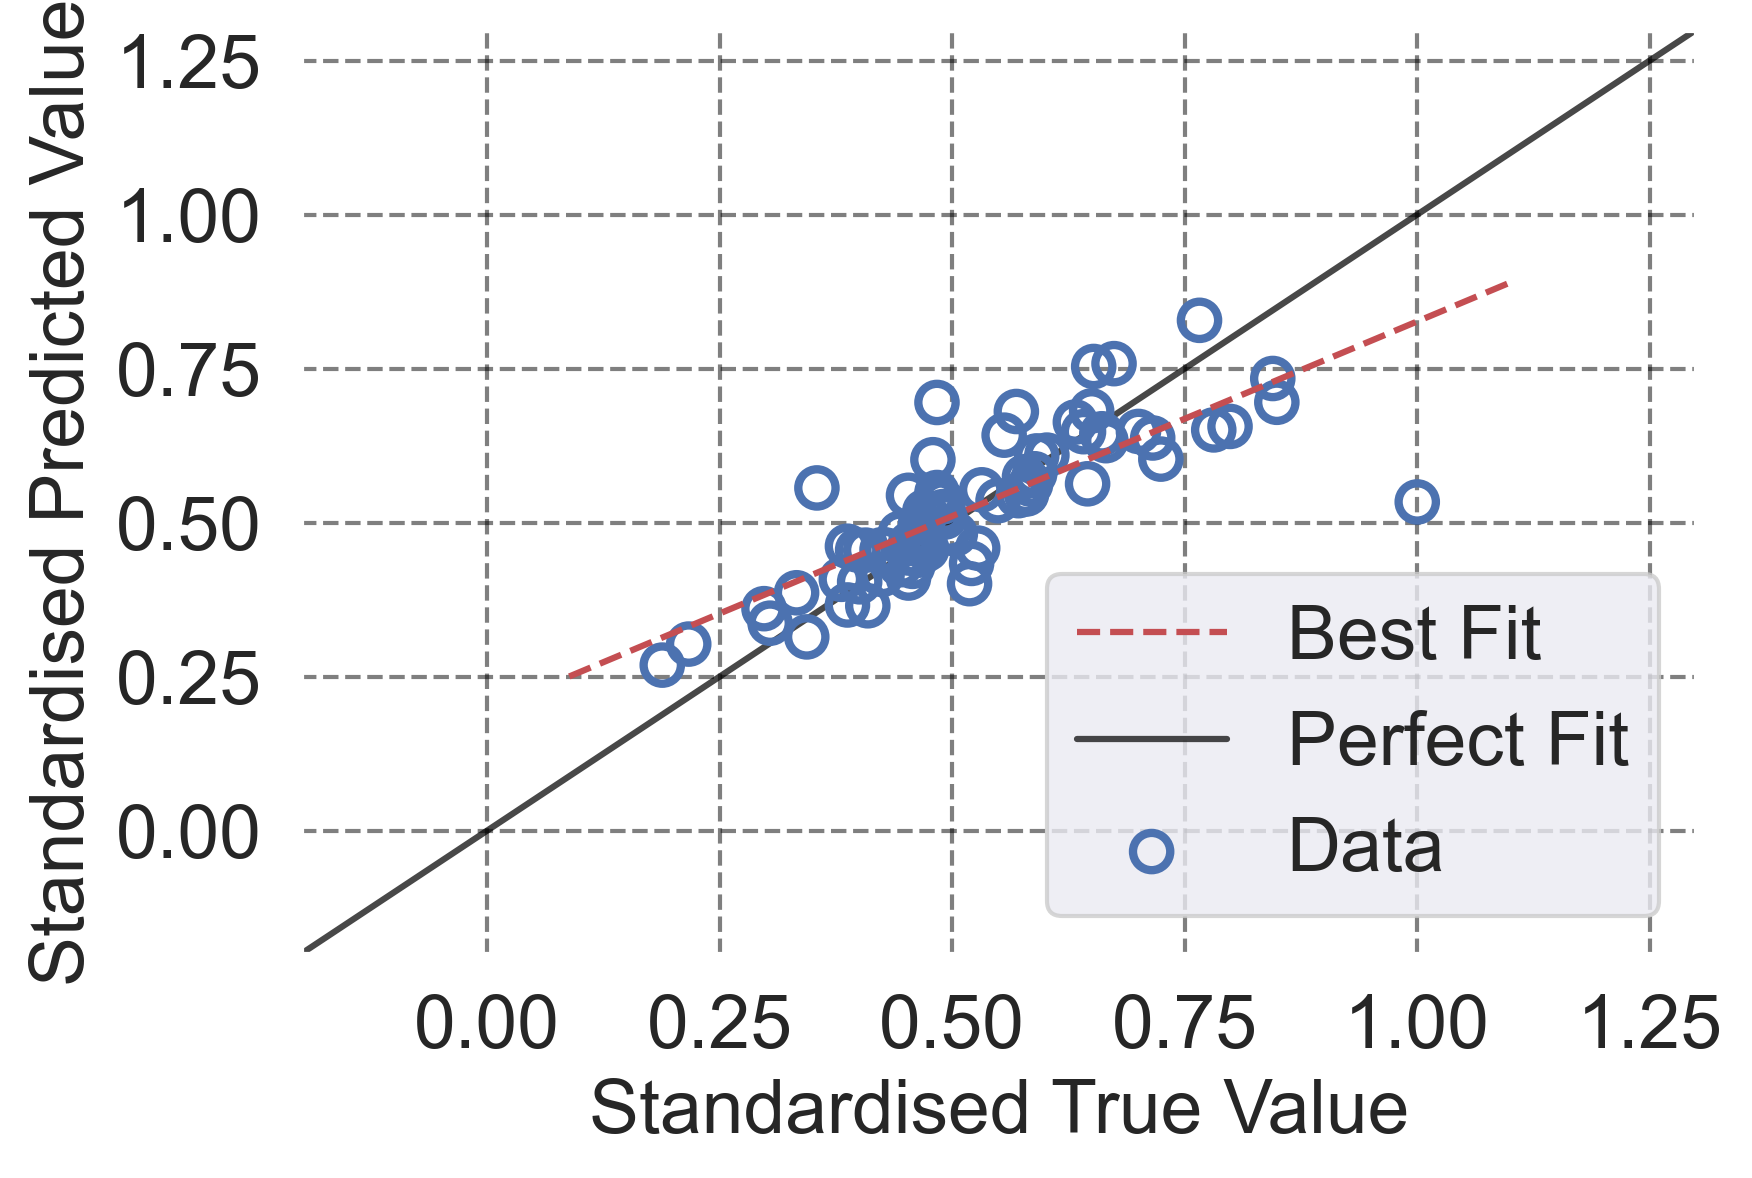 Standardised Predicted Value
1.25
1.00
0.75
0.50
0.25
0.00
Best Fit
Perfect Fit
Data
0.00 0.25 0.50 0.75 1.00 1.25
Standardised True Value